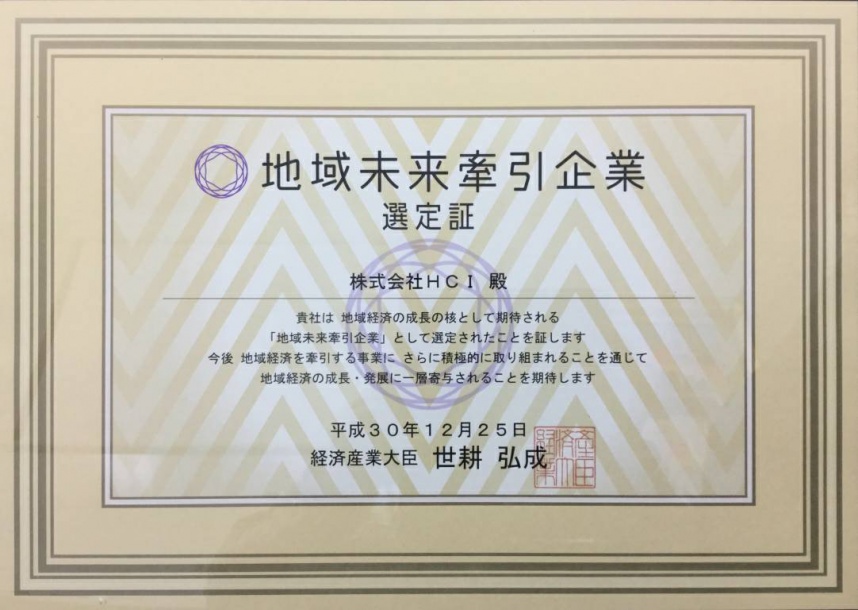 地域未来牽引企業
選定証
株式会社ＨＣＩ 殿
貴社は 地域経済の成長の核として期待される
「地域未来牽引企業」として選定されたことを証します
今後 地域経済を牽引する事業に さらに積極的に取り組まれることを通じて
地域経済の成長・発展に一層寄与されることを期待します
平成３０年１２月２５日
経済産業大臣 世耕 弘成